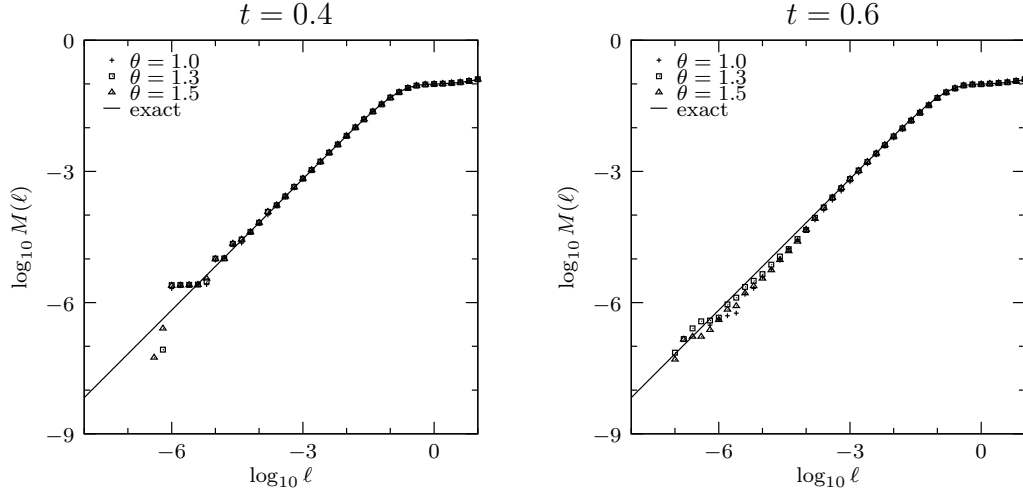 t = 0.4
0
−3
−6
−9
log₁₀ M(ℓ)
θ = 1.0
θ = 1.3
θ = 1.5
exact
−6 −3 0
log₁₀ ℓ
t = 0.6
0
−3
−6
−9
log₁₀ M(ℓ)
θ = 1.0
θ = 1.3
θ = 1.5
exact
−6 −3 0
log₁₀ ℓ